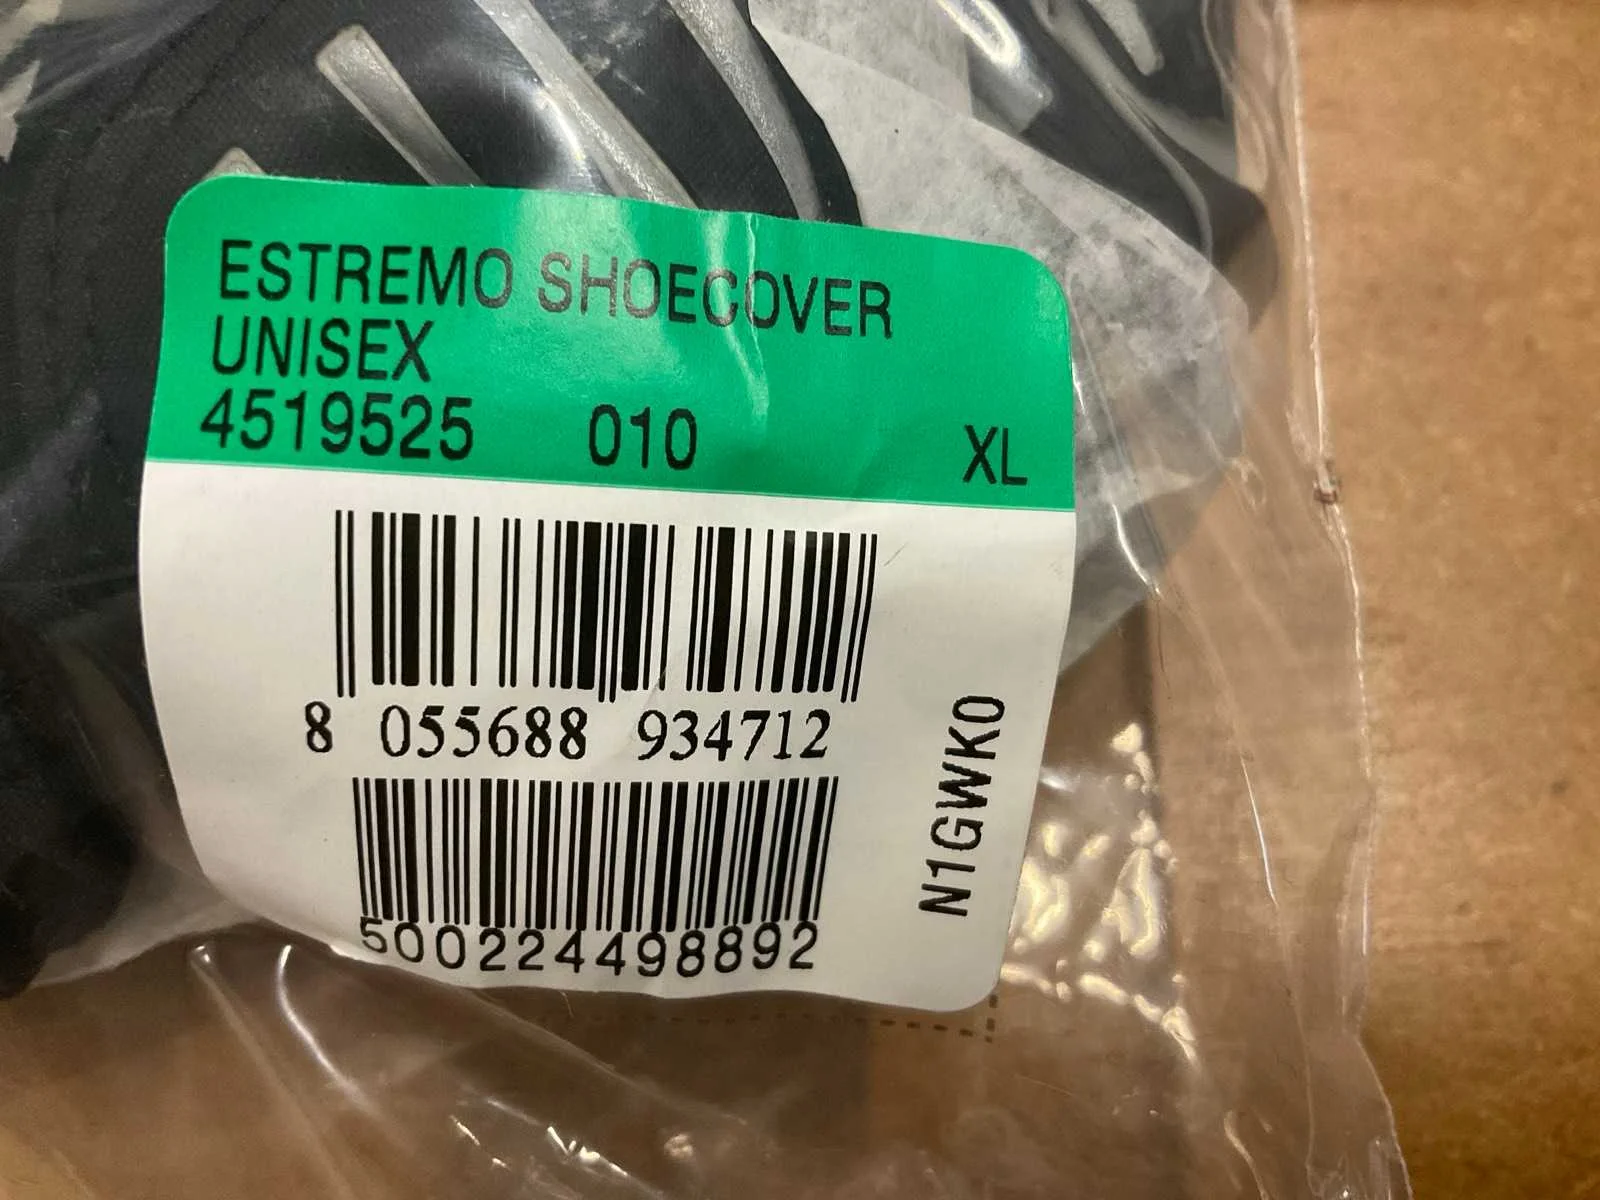 ESTREMO SHOECOVER
UNISEX
4519525 010 XL
8 055688 934712
500224498892
N1GWK0